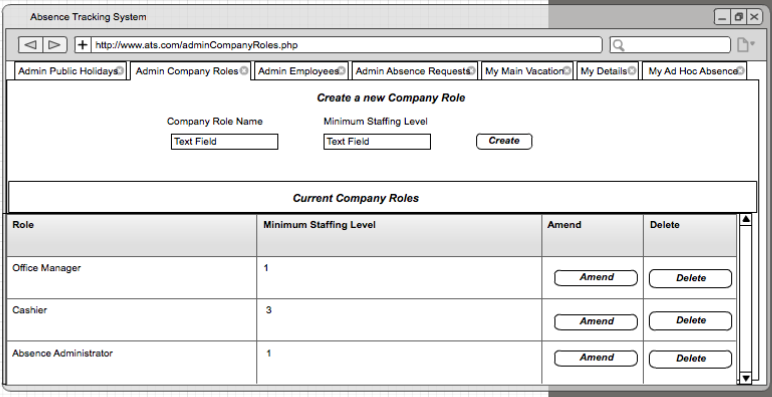 Absence Tracking System
http://www.ats.com/adminCompanyRoles.php
Admin Public Holidays Admin Company Roles Admin Employees Admin Absence Requests My Main Vacation My Details My Ad Hoc Absence
Create a new Company Role
Company Role Name Minimum Staffing Level
Text Field Text Field Create
Current Company Roles
Role Minimum Staffing Level Amend Delete
Office Manager 1 Amend Delete
Cashier 3 Amend Delete
Absence Administrator 1 Amend Delete